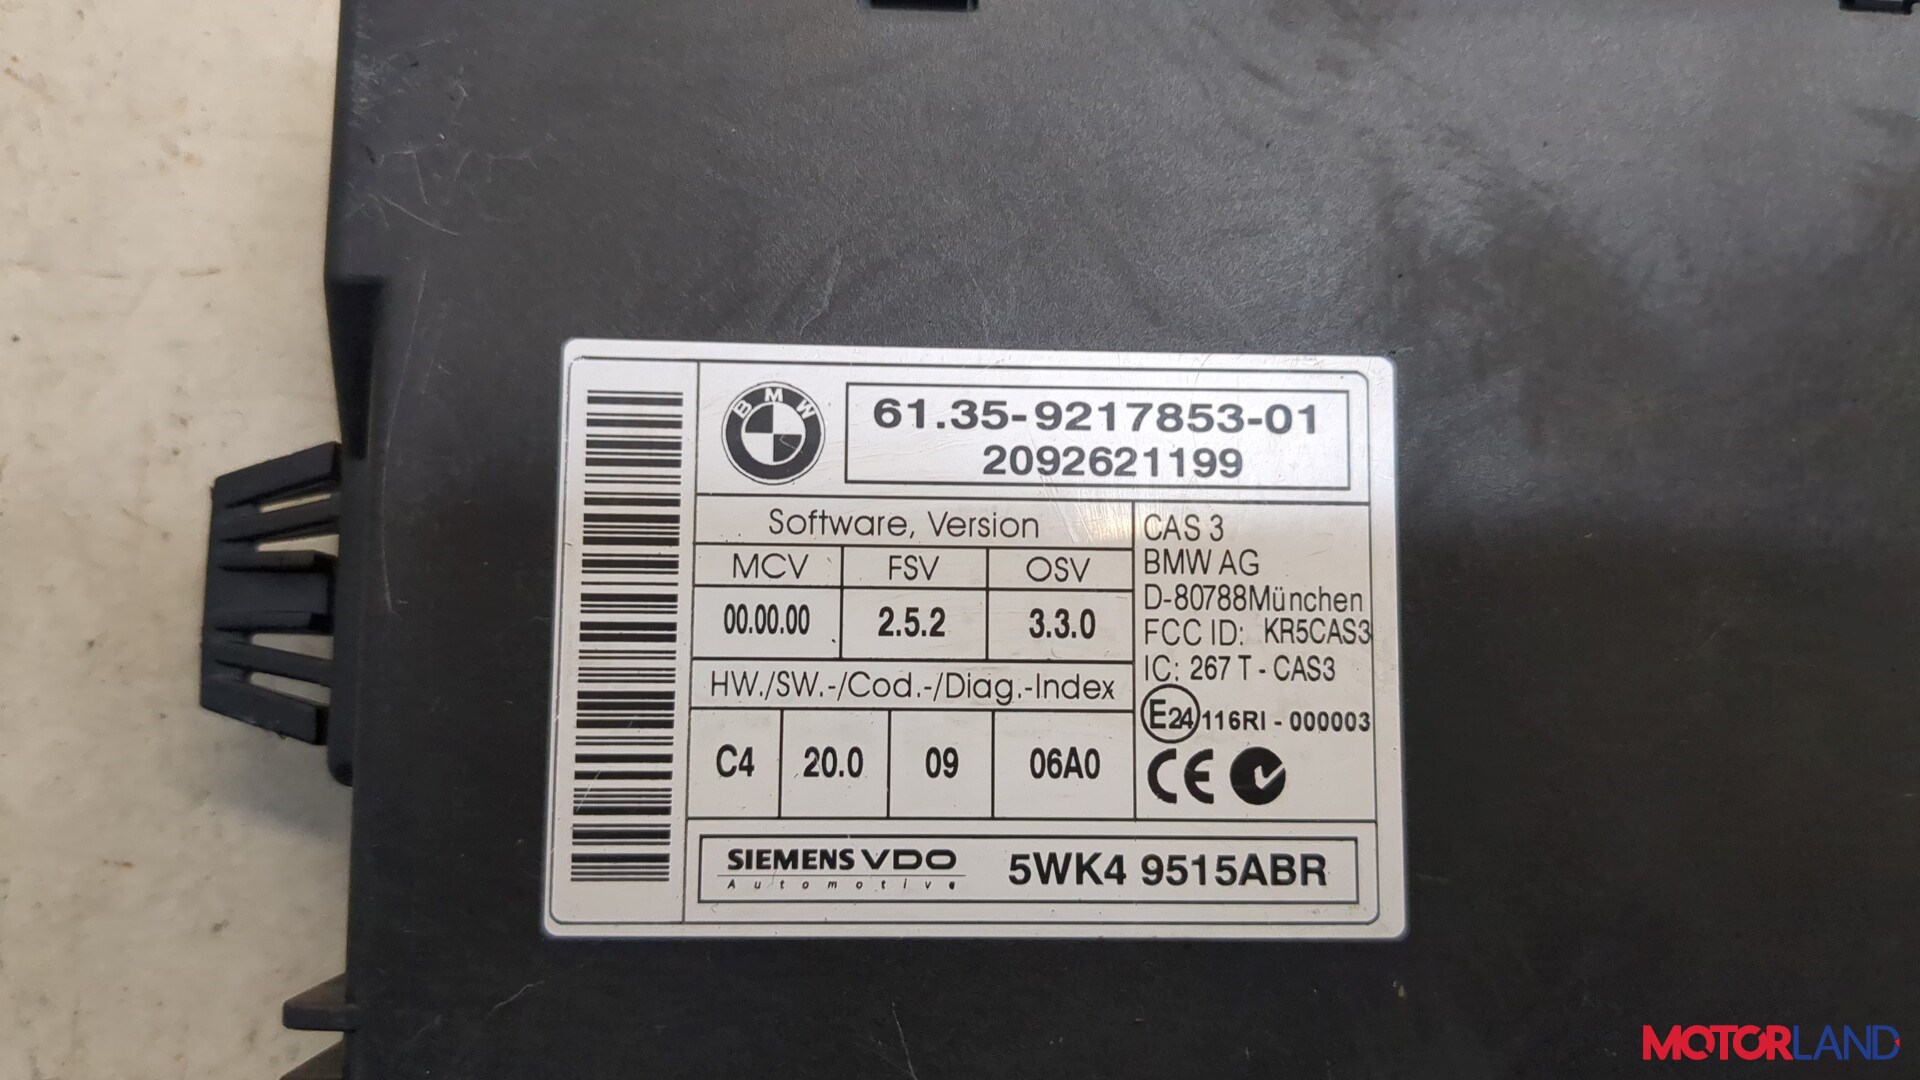 BMW
61.35-9217853-01
2092621199
Software, Version
MCV FSV OSV
00.00.00 2.5.2 3.3.0
HW./SW.-/Cod.-/Diag.-Index
C4 20.0 09 06A0
CAS 3
BMW AG
D-80788München
FCC ID: KR5CAS3
IC: 267 T - CAS3
E24 116RI - 000003
CE
SIEMENS VDO
Automotive
5WK4 9515ABR
MOTORLAND